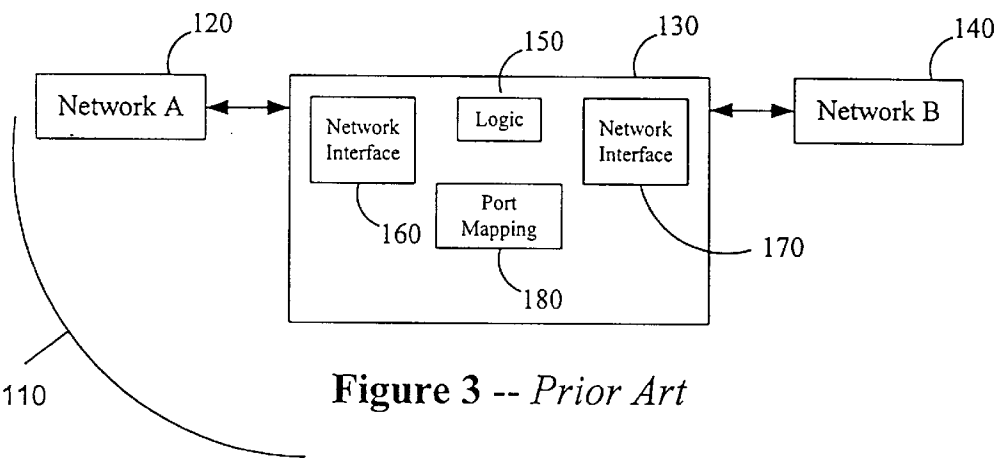 120
150
130
140
Network A
Network
Interface
Logic
Network
Interface
Network B
Port
Mapping
160
170
180
110
Figure 3 -- Prior Art